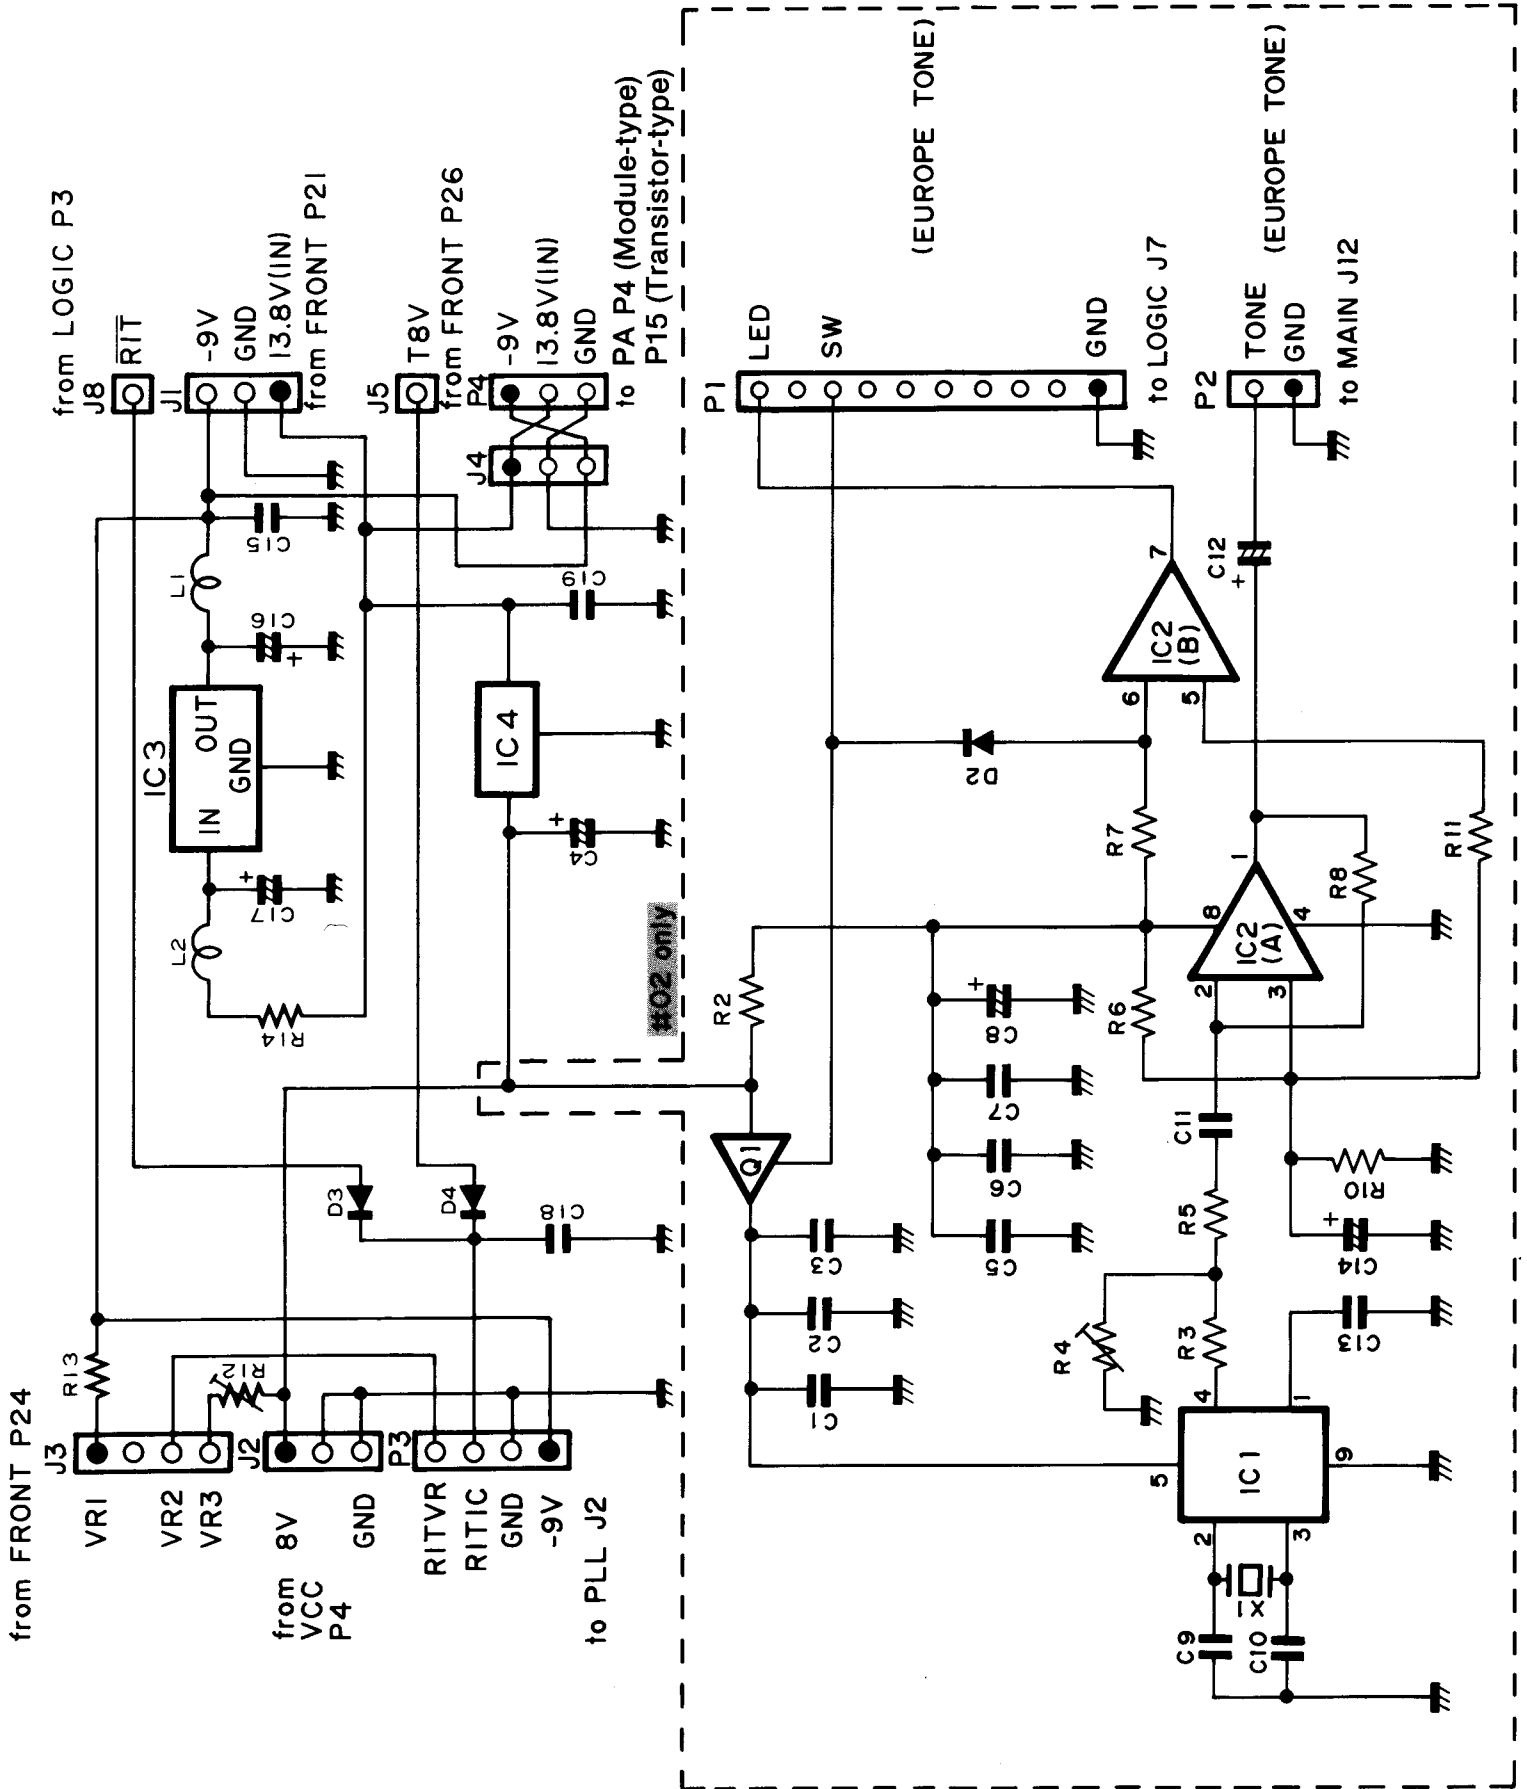 from LOGIC P3
J8
RIT
J1
-9V
GND
13.8V(IN)
from FRONT P21
J5
T8V
from FRONT P26
P4
-9V
13.8V(IN)
GND
to PA P4 (Module-type)
P15 (Transistor-type)
J4
C15
L1
C16
IC3
IN
OUT
GND
C17
L2
R14
C19
IC4
C4
#02 only
D3
D4
C18
from FRONT P24
J3
VR1
VR2
VR3
R13
R12
J2
8V
GND
from
VCC
P4
P3
RITVR
RITIC
GND
-9V
to PLL J2
P1
LED
SW
GND
to LOGIC J7
(EUROPE TONE)
P2
TONE
GND
to MAIN J12
(EUROPE TONE)
C12
+
7
IC2
(B)
6
5
D2
R7
R11
R8
1
8
4
IC2
(A)
2
3
R6
R2
C8
C7
C6
C5
Q1
C3
C2
C1
C11
R5
R10
C14
C13
R4
R3
4
1
5
IC1
9
2
3
X1
C9
C10